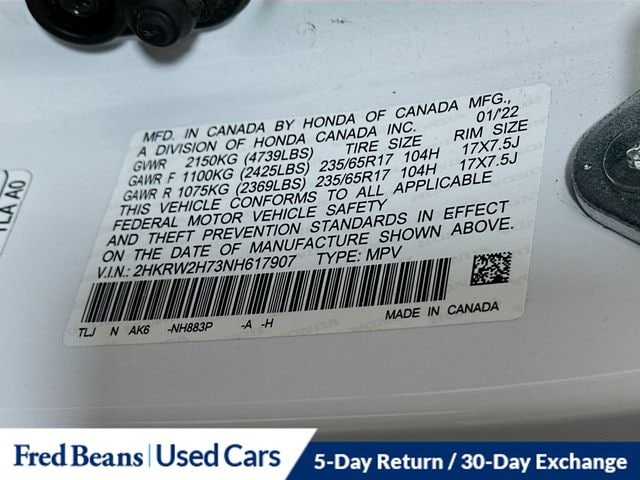 MFD. IN CANADA BY HONDA OF CANADA MFG.,
A DIVISION OF HONDA CANADA INC. 01/'22
GVWR 2150KG (4739LBS) TIRE SIZE RIM SIZE
GAWR F 1100KG (2425LBS) 235/65R17 104H 17X7.5J
GAWR R 1075KG (2369LBS) 235/65R17 104H 17X7.5J
THIS VEHICLE CONFORMS TO ALL APPLICABLE
FEDERAL MOTOR VEHICLE SAFETY
AND THEFT PREVENTION STANDARDS IN EFFECT
ON THE DATE OF MANUFACTURE SHOWN ABOVE.
V.I.N.: 2HKRW2H73NH617907 TYPE: MPV
TLJ N AK6 -NH883P -A -H MADE IN CANADA
TLA A0
Fred Beans Used Cars 5-Day Return / 30-Day Exchange